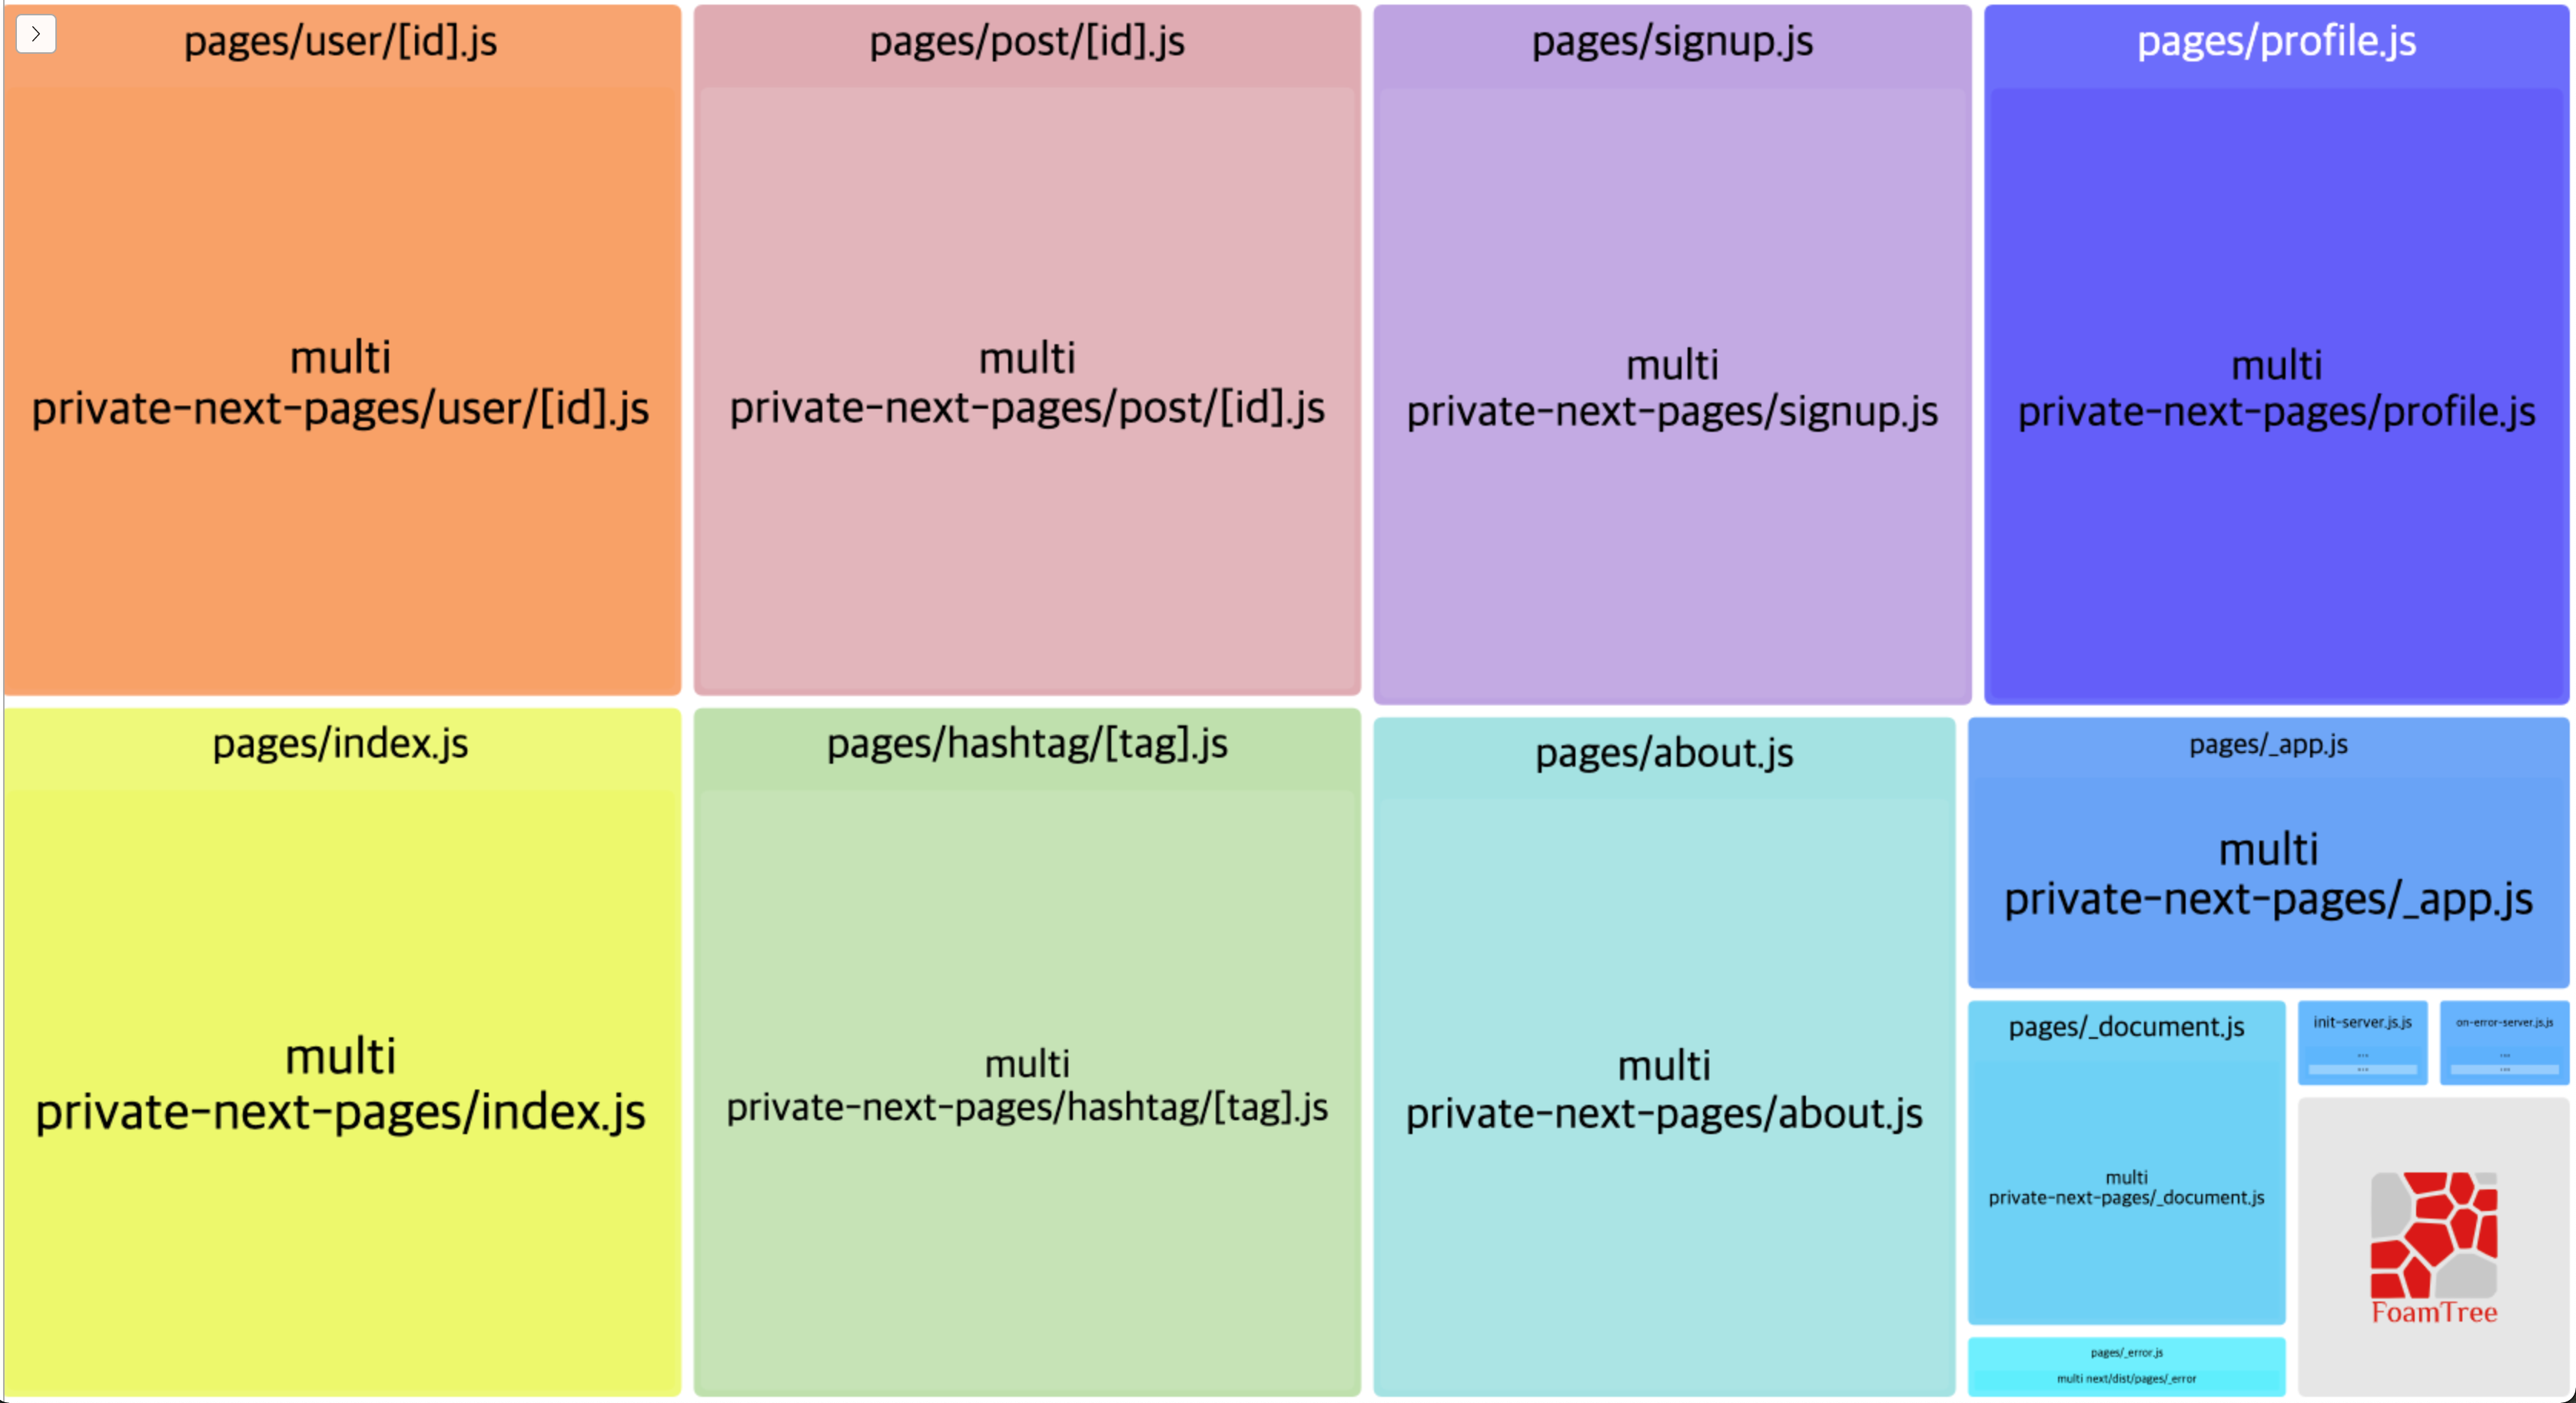 pages/user/[id].js
multi
private-next-pages/user/[id].js
pages/post/[id].js
multi
private-next-pages/post/[id].js
pages/signup.js
multi
private-next-pages/signup.js
pages/profile.js
multi
private-next-pages/profile.js
pages/index.js
multi
private-next-pages/index.js
pages/hashtag/[tag].js
multi
private-next-pages/hashtag/[tag].js
pages/about.js
multi
private-next-pages/about.js
pages/_app.js
multi
private-next-pages/_app.js
pages/_document.js
multi
private-next-pages/_document.js
init-server.js.js
...
...
on-error-server.js.js
...
...
pages/_error.js
multi next/dist/pages/_error
FoamTree